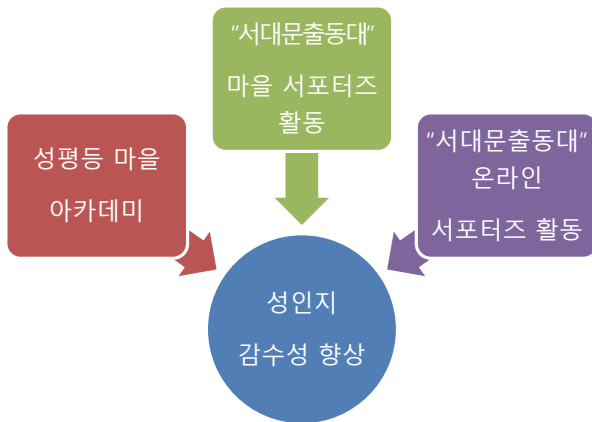 “서대문출동대”
마을 서포터즈
활동
성평등 마을
아카데미
“서대문출동대”
온라인
서포터즈 활동
성인지
감수성 향상